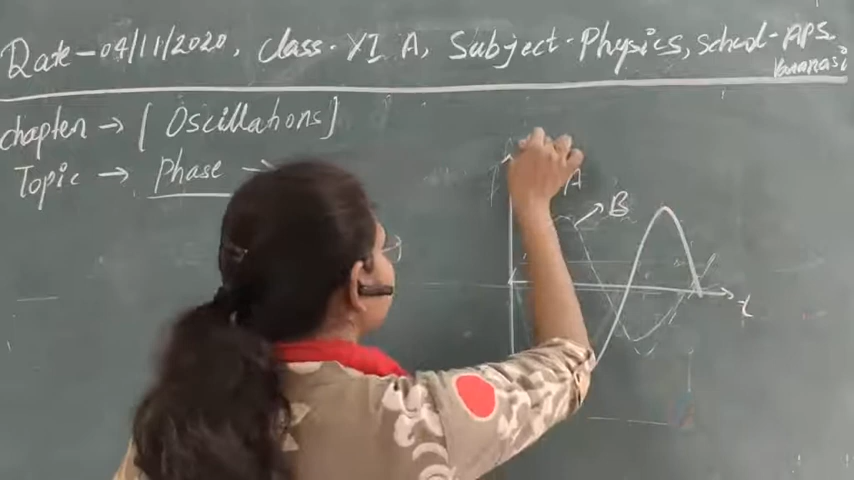 Date - 04/11/2020, Class - XI A, Subject - Physics, School - APS,
Varanasi
Chapter → [Oscillations]
Topic → Phase →
A
B
t